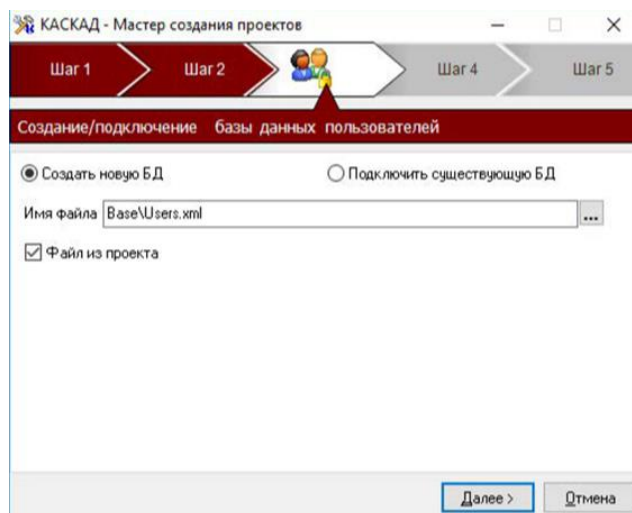 КАСКАД - Мастер создания проектов
Шаг 1
Шаг 2
Шаг 4
Шаг 5
Создание/подключение базы данных пользователей
Создать новую БД
Подключить существующую БД
Имя файла Base\Users.xml ...
Файл из проекта
Далее >
Отмена